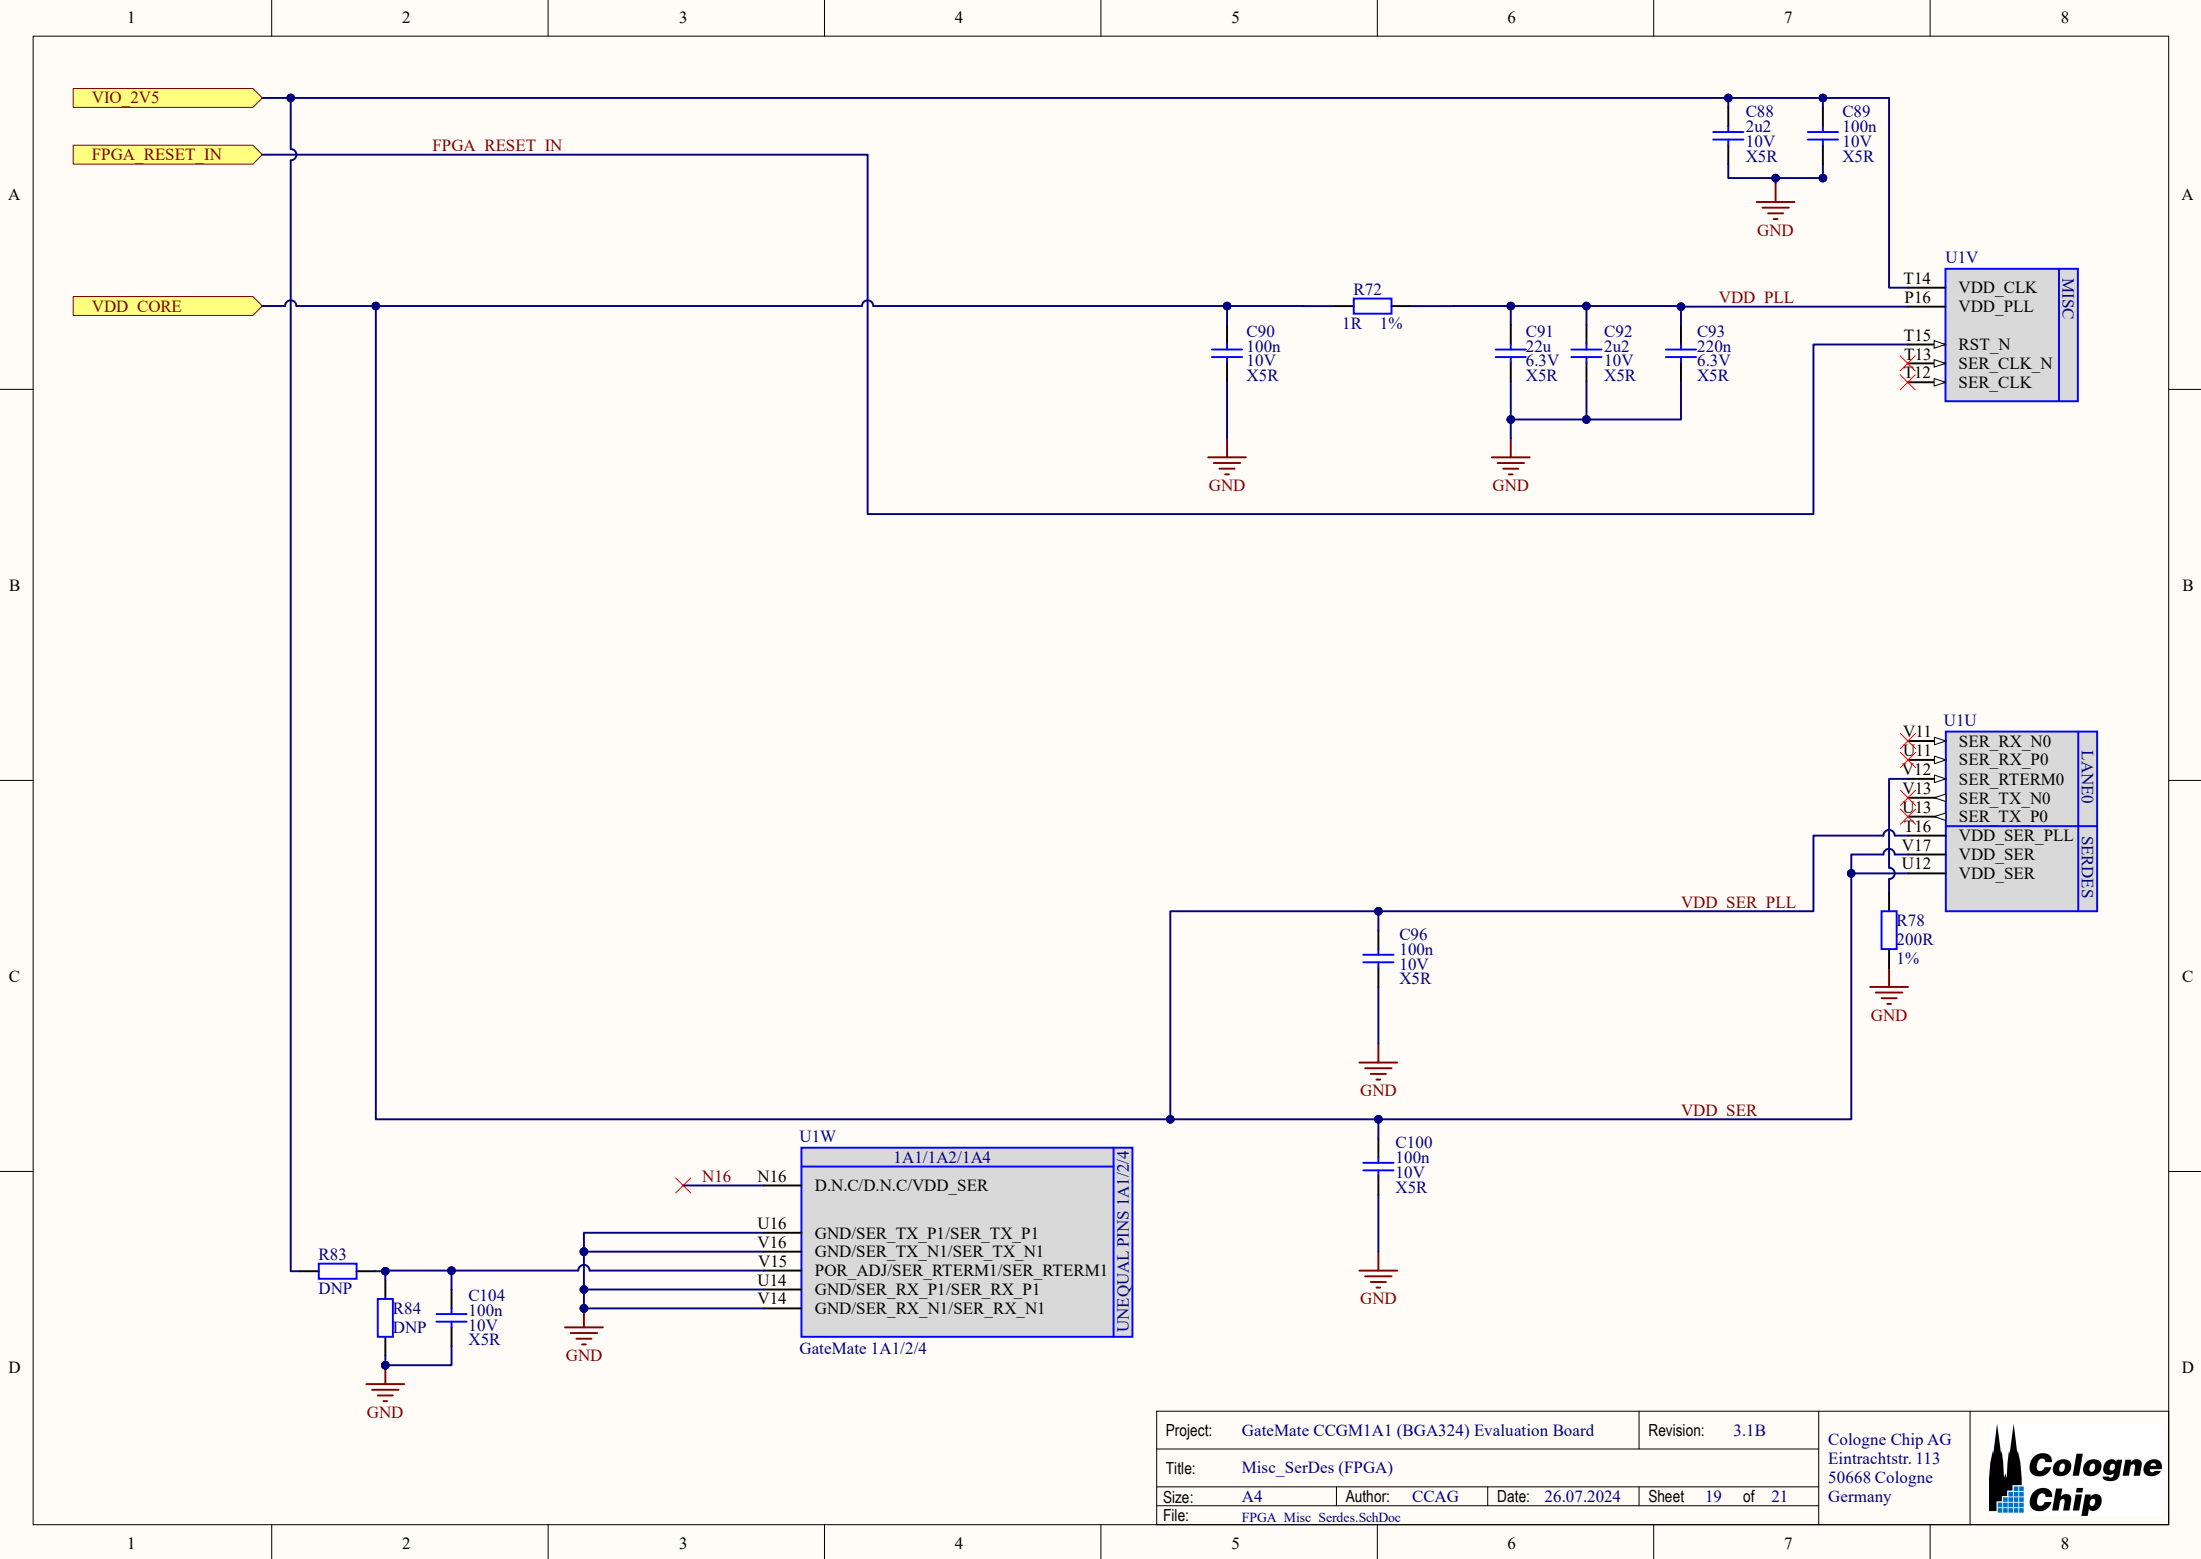 1 2 3 4 5 6 7 8
A A
B B
C C
D D
VIO_2V5
FPGA_RESET_IN
FPGA_RESET_IN
VDD_CORE
C88
2u2
10V
X5R
C89
100n
10V
X5R
GND
R72
1R 1%
C90
100n
10V
X5R
GND
C91
22u
6.3V
X5R
C92
2u2
10V
X5R
C93
220n
6.3V
X5R
GND
VDD_PLL
U1V
MISC
T14 VDD_CLK
P16 VDD_PLL
T15 RST_N
T13 SER_CLK_N
T12 SER_CLK
U1U
LANE0
SERDES
V11 SER_RX_N0
U11 SER_RX_P0
V12 SER_RTERM0
V13 SER_TX_N0
U13 SER_TX_P0
T16 VDD_SER_PLL
V17 VDD_SER
U12 VDD_SER
VDD_SER_PLL
R78
200R
1%
GND
C96
100n
10V
X5R
GND
VDD_SER
C100
100n
10V
X5R
GND
U1W
1A1/1A2/1A4
UNEQUAL PINS 1A1/2/4
N16 N16 D.N.C/D.N.C/VDD_SER
U16 GND/SER_TX_P1/SER_TX_P1
V16 GND/SER_TX_N1/SER_TX_N1
V15 POR_ADJ/SER_RTERM1/SER_RTERM1
U14 GND/SER_RX_P1/SER_RX_P1
V14 GND/SER_RX_N1/SER_RX_N1
GateMate 1A1/2/4
GND
R83
DNP
R84
DNP
C104
100n
10V
X5R
GND
Project: GateMate CCGM1A1 (BGA324) Evaluation Board Revision: 3.1B
Title: Misc_SerDes (FPGA)
Size: A4 Author: CCAG Date: 26.07.2024 Sheet 19 of 21
File: FPGA_Misc_Serdes.SchDoc
Cologne Chip AG
Eintrachtstr. 113
50668 Cologne
Germany
Cologne
Chip
1 2 3 4 5 6 7 8